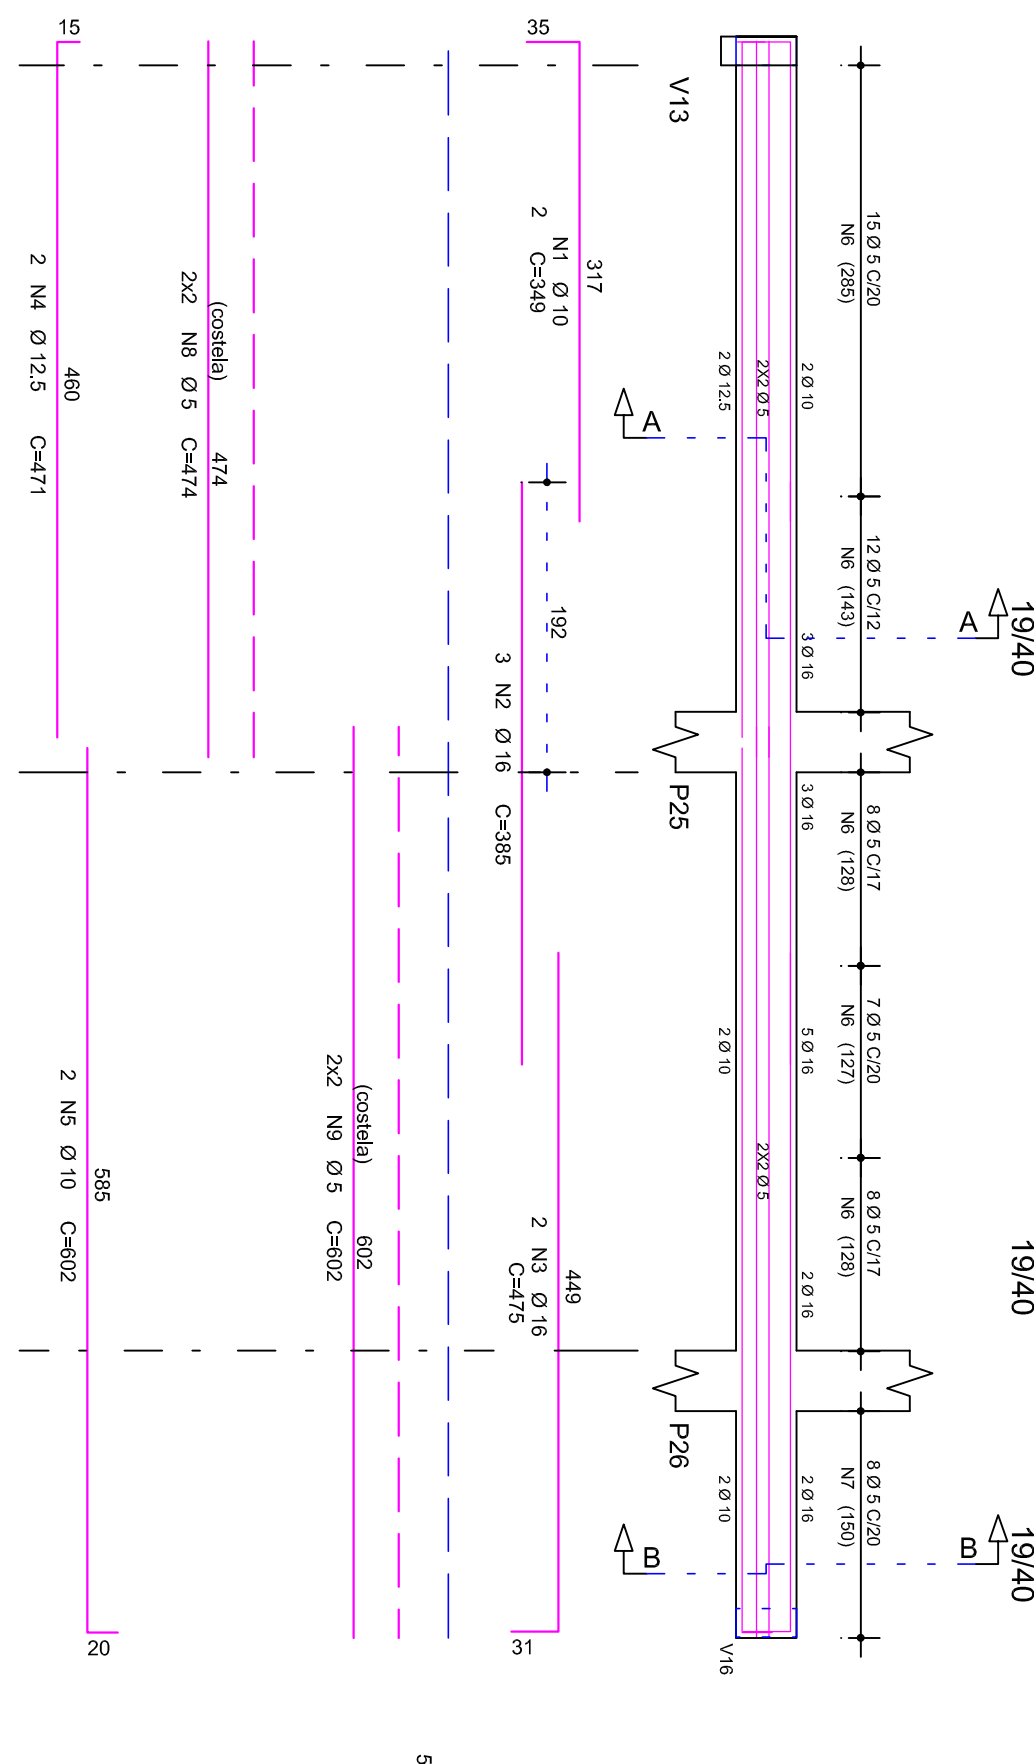 19/40
19/40
19/40
15 Ø 5 C/20
N6 (285)
12 Ø 5 C/12
N6 (143)
8 Ø 5 C/17
N6 (128)
7 Ø 5 C/20
N6 (127)
8 Ø 5 C/17
N6 (128)
8 Ø 5 C/20
N7 (150)
A
B
2 Ø 10
3 Ø 16
3 Ø 16
5 Ø 16
2 Ø 16
2 Ø 16
2X2 Ø 5
2X2 Ø 5
2 Ø 12.5
2 Ø 10
2 Ø 10
V16
V13
P25
P26
A
B
35
317
2 N1 Ø 10
C=349
192
3 N2 Ø 16 C=385
449
2 N3 Ø 16
C=475
31
(costela) 474
2x2 N8 Ø 5 C=474
(costela) 602
2x2 N9 Ø 5 C=602
15
460
2 N4 Ø 12.5 C=471
585
2 N5 Ø 10 C=602
20
5